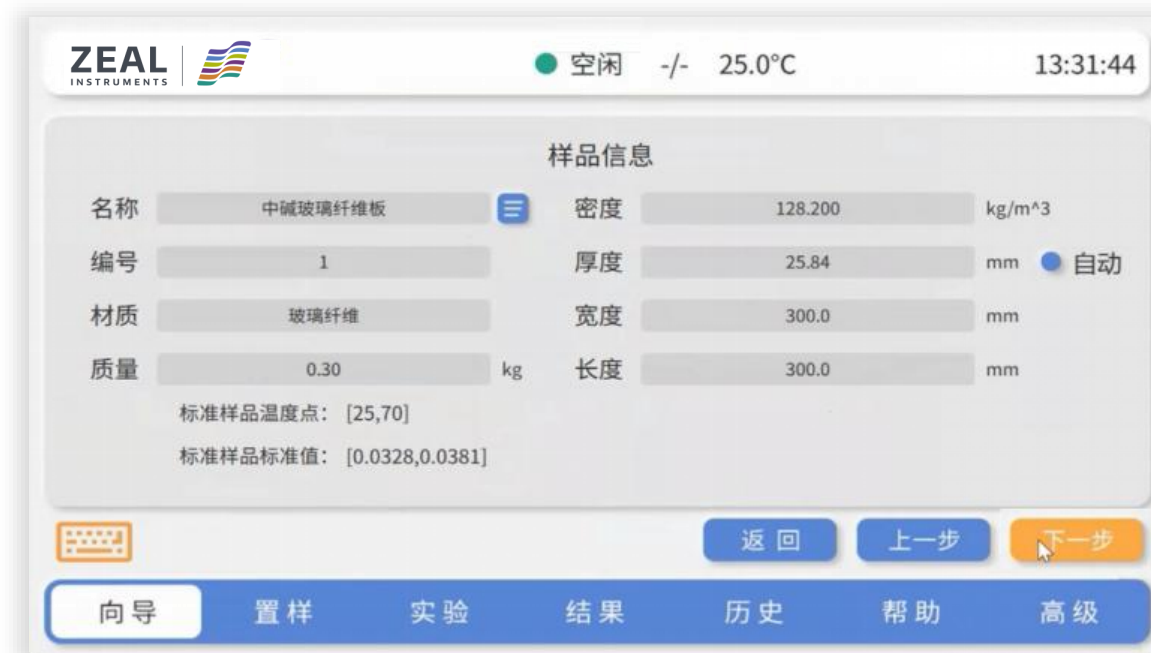 ZEAL
INSTRUMENTS
空闲 -/- 25.0°C 13:31:44
样品信息
名称 中碱玻璃纤维板 密度 128.200 kg/m^3
编号 1 厚度 25.84 mm 自动
材质 玻璃纤维 宽度 300.0 mm
质量 0.30 kg 长度 300.0 mm
标准样品温度点： [25,70]
标准样品标准值： [0.0328,0.0381]
返回 上一步 下一步
向导 置样 实验 结果 历史 帮助 高级